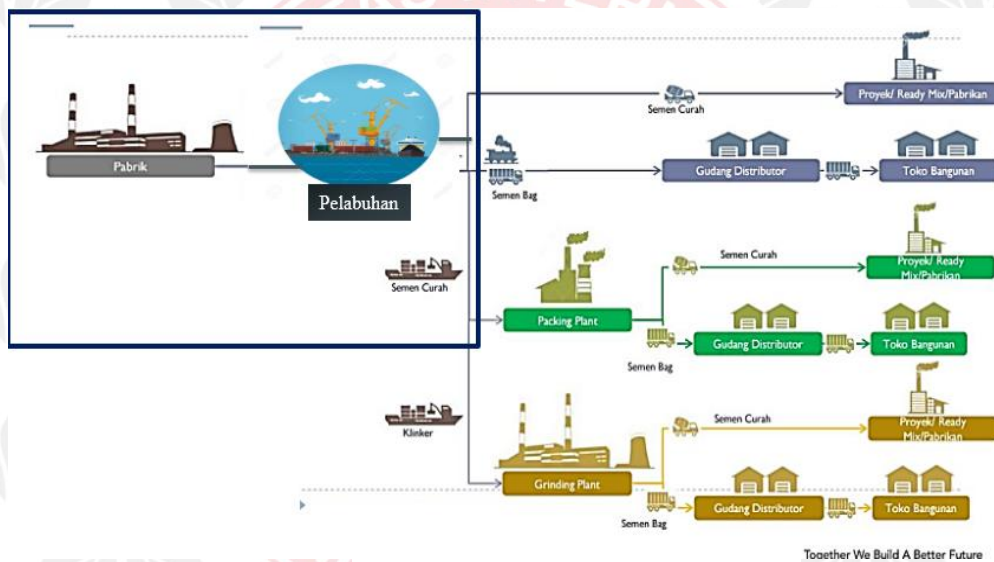 Proyek/ Ready Mix/Pabrikan
Semen Curah
Pabrik
Gudang Distributor
Toko Bangunan
Semen Bag
Pelabuhan
Semen Curah
Proyek/ Ready
Mix/Pabrikan
Semen Curah
Packing Plant
Gudang Distributor
Toko Bangunan
Semen Bag
Klinker
Semen Curah
Proyek/ Ready
Mix/Pabrikan
Grinding Plant
Gudang Distributor
Toko Bangunan
Semen Bag
Together We Build A Better Future